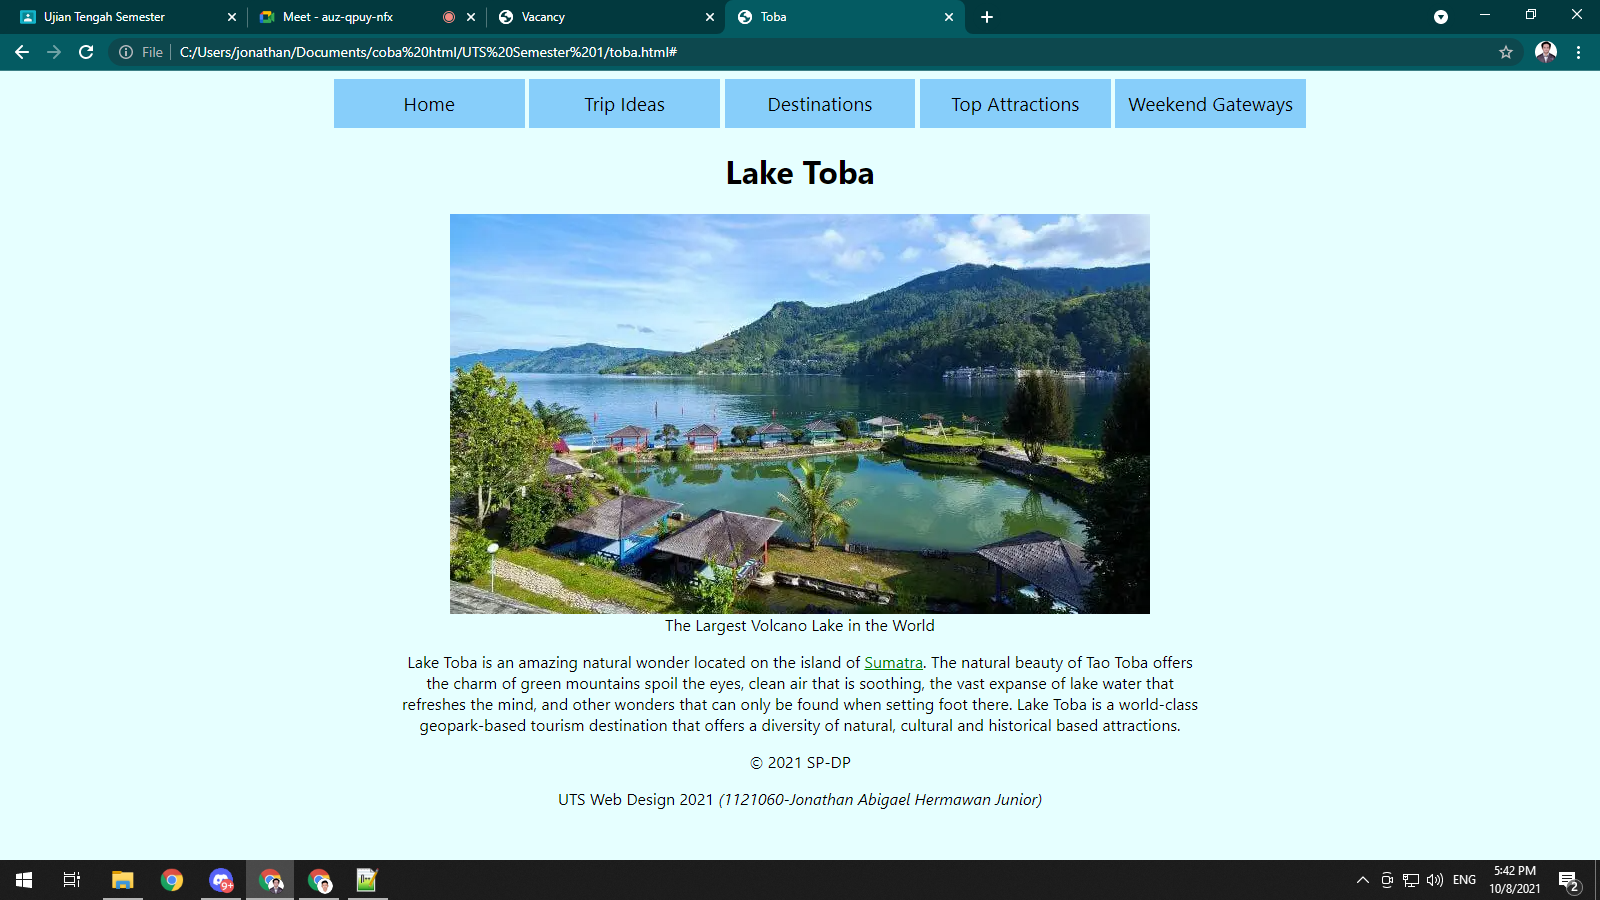 Ujian Tengah Semester
Meet - auz-qpuy-nfx
Vacancy
Toba
File
C:/Users/jonathan/Documents/coba%20html/UTS%20Semester%201/toba.html#
Home
Trip Ideas
Destinations
Top Attractions
Weekend Gateways
Lake Toba
The Largest Volcano Lake in the World
Lake Toba is an amazing natural wonder located on the island of Sumatra. The natural beauty of Tao Toba offers
the charm of green mountains spoil the eyes, clean air that is soothing, the vast expanse of lake water that
refreshes the mind, and other wonders that can only be found when setting foot there. Lake Toba is a world-class
geopark-based tourism destination that offers a diversity of natural, cultural and historical based attractions.
© 2021 SP-DP
UTS Web Design 2021 (1121060-Jonathan Abigael Hermawan Junior)
9+
ENG
5:42 PM
10/8/2021
2